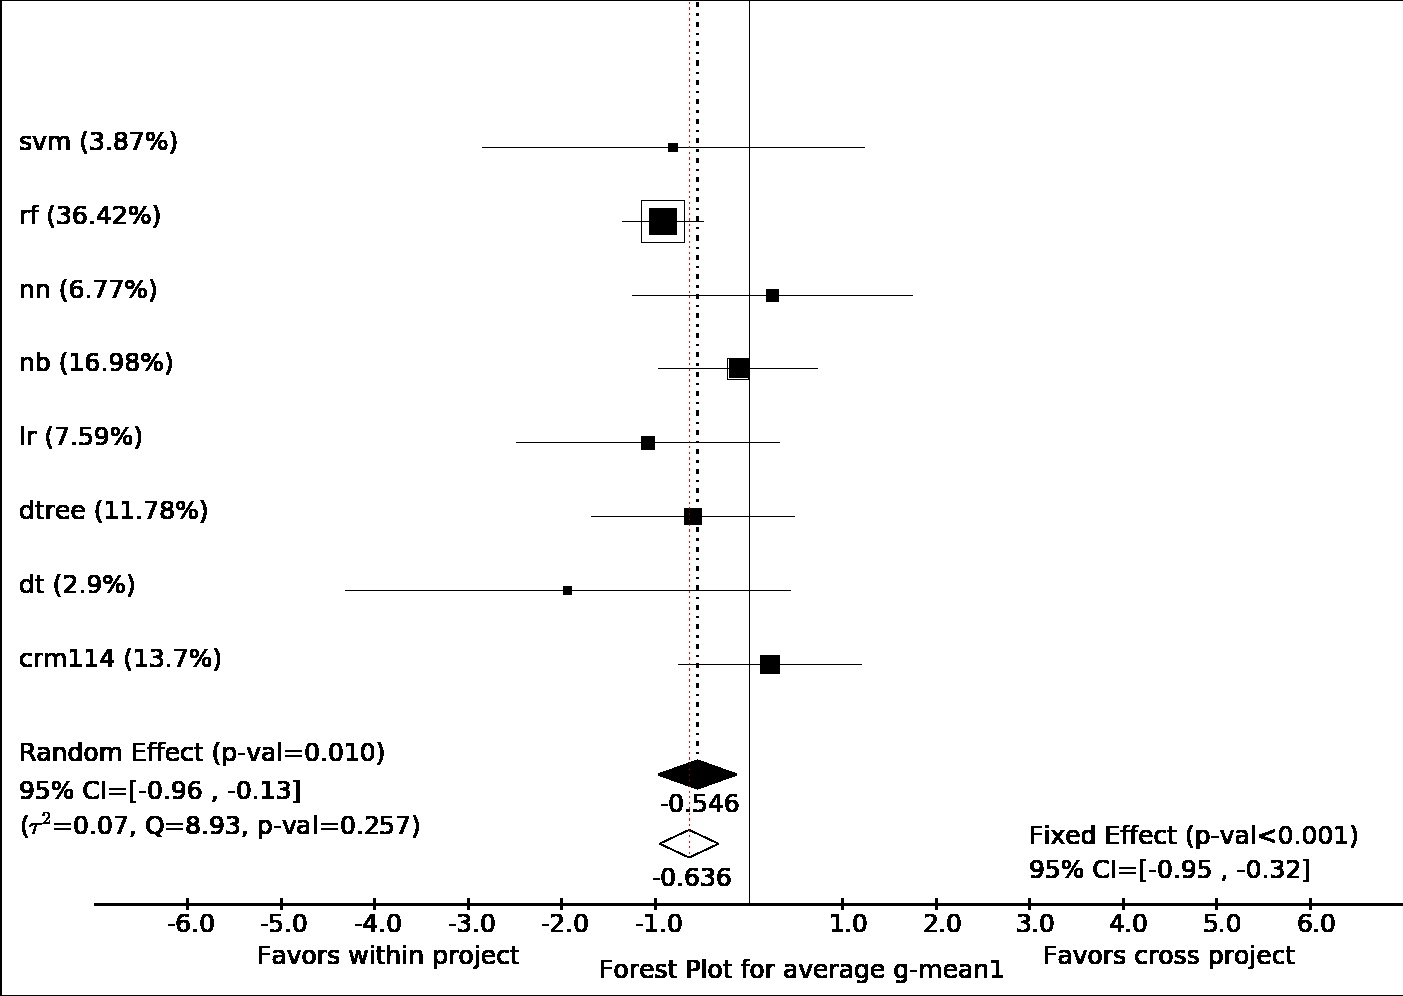 svm (3.87%)
rf (36.42%)
nn (6.77%)
nb (16.98%)
lr (7.59%)
dtree (11.78%)
dt (2.9%)
crm114 (13.7%)
Random Effect (p-val=0.010)
95% CI=[-0.96 , -0.13]
(τ²=0.07, Q=8.93, p-val=0.257)
-0.546
-0.636
Fixed Effect (p-val<0.001)
95% CI=[-0.95 , -0.32]
-6.0 -5.0 -4.0 -3.0 -2.0 -1.0 1.0 2.0 3.0 4.0 5.0 6.0
Favors within project
Favors cross project
Forest Plot for average g-mean1